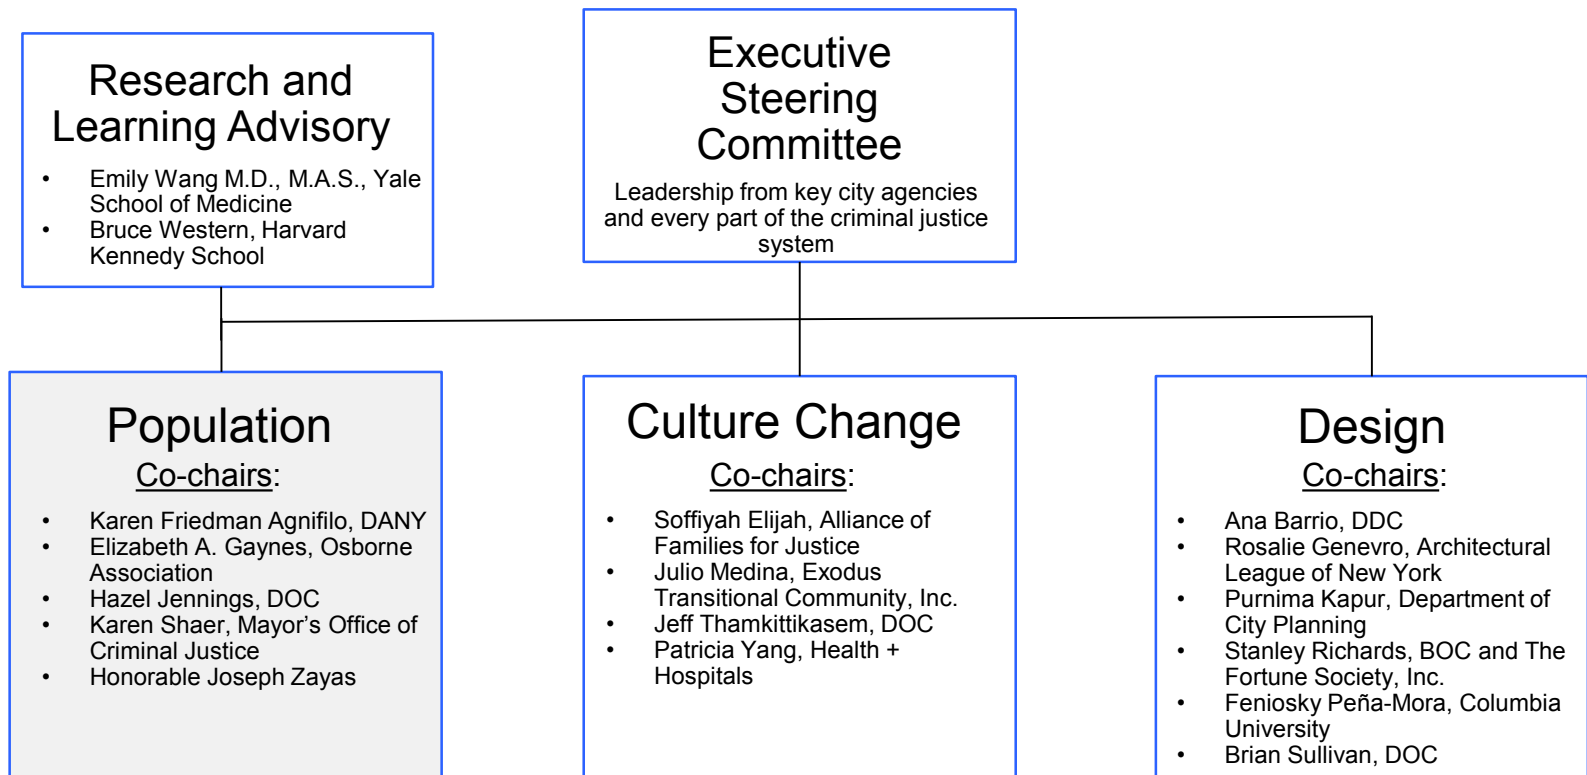 Research and
Learning Advisory
• Emily Wang M.D., M.A.S., Yale
School of Medicine
• Bruce Western, Harvard
Kennedy School
Executive
Steering
Committee
Leadership from key city agencies
and every part of the criminal justice
system
Population
Co-chairs:
• Karen Friedman Agnifilo, DANY
• Elizabeth A. Gaynes, Osborne
Association
• Hazel Jennings, DOC
• Karen Shaer, Mayor’s Office of
Criminal Justice
• Honorable Joseph Zayas
Culture Change
Co-chairs:
• Soffiyah Elijah, Alliance of
Families for Justice
• Julio Medina, Exodus
Transitional Community, Inc.
• Jeff Thamkittikasem, DOC
• Patricia Yang, Health +
Hospitals
Design
Co-chairs:
• Ana Barrio, DDC
• Rosalie Genevro, Architectural
League of New York
• Purnima Kapur, Department of
City Planning
• Stanley Richards, BOC and The
Fortune Society, Inc.
• Feniosky Peña-Mora, Columbia
University
• Brian Sullivan, DOC